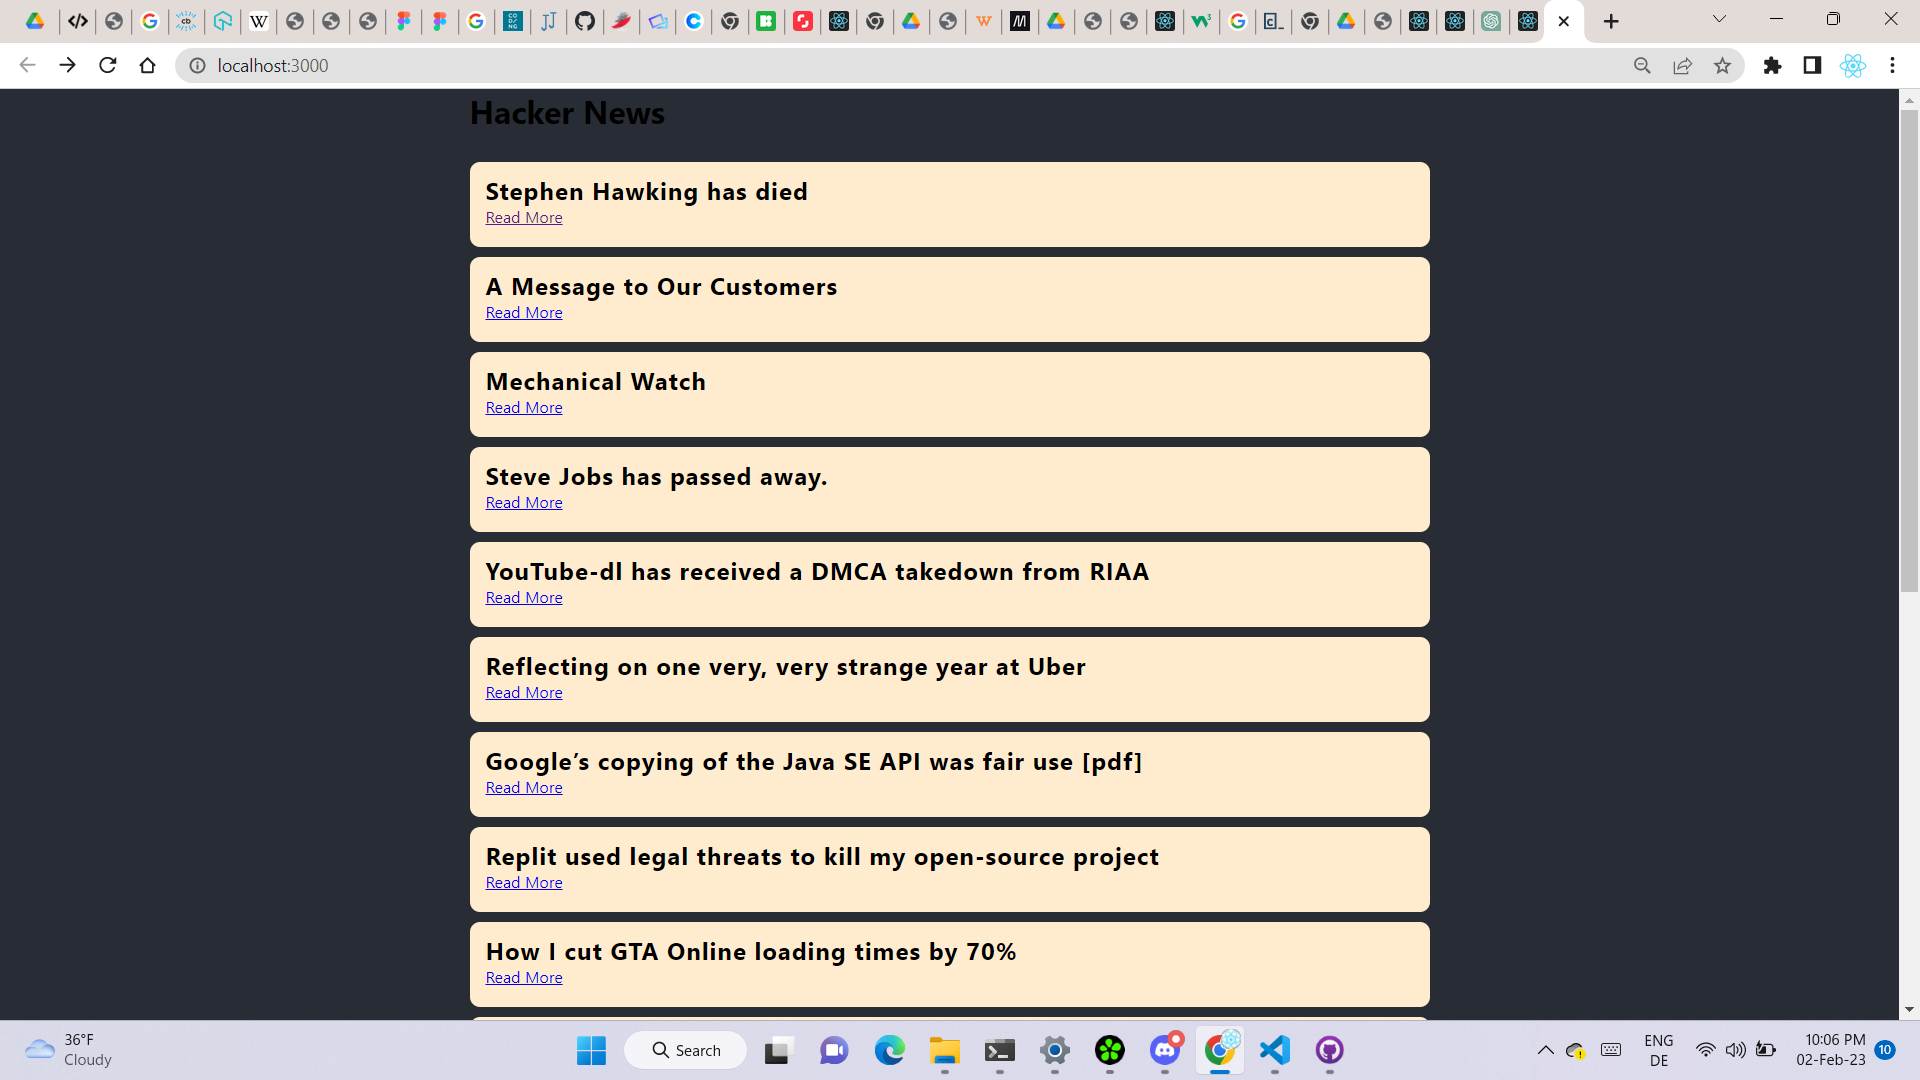 localhost:3000
Hacker News
Stephen Hawking has died
Read More
A Message to Our Customers
Read More
Mechanical Watch
Read More
Steve Jobs has passed away.
Read More
YouTube-dl has received a DMCA takedown from RIAA
Read More
Reflecting on one very, very strange year at Uber
Read More
Google’s copying of the Java SE API was fair use [pdf]
Read More
Replit used legal threats to kill my open-source project
Read More
How I cut GTA Online loading times by 70%
Read More
36°F
Cloudy
Search
ENG
DE
10:06 PM
02-Feb-23
10